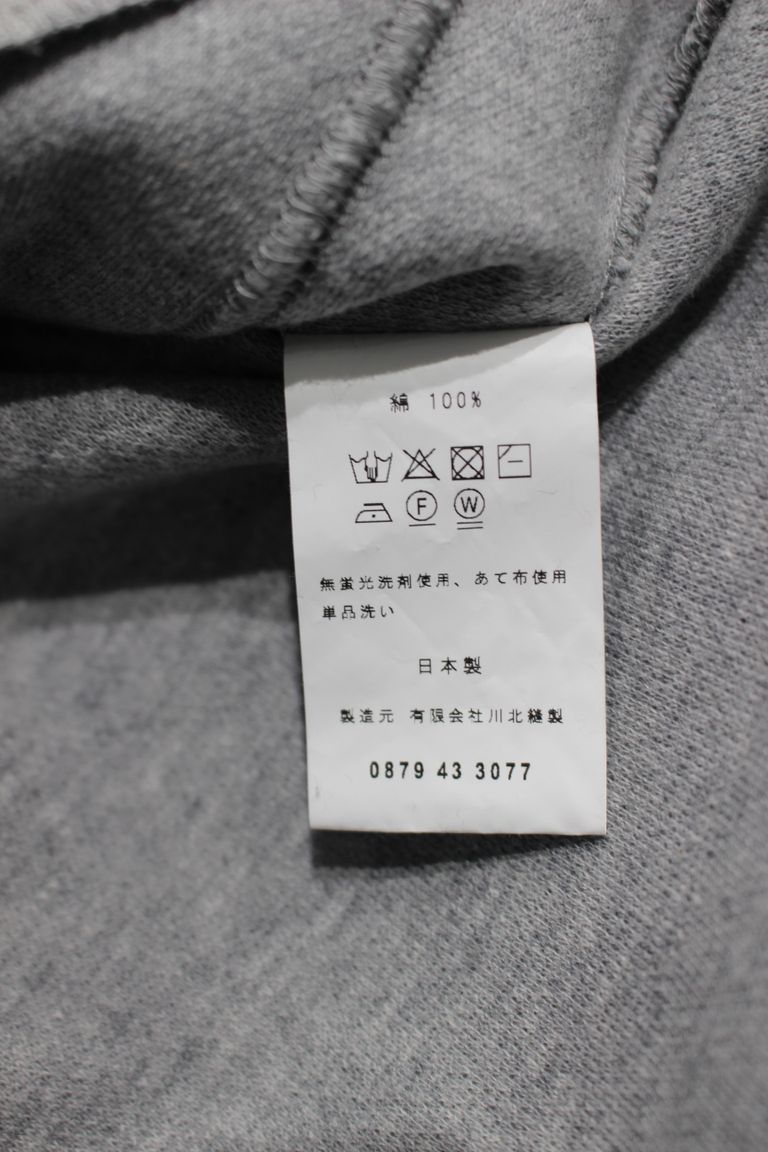 綿 100%
F W
無蛍光洗剤使用、あて布使用
単品洗い
日本製
製造元 有限会社川北縫製
0879 43 3077